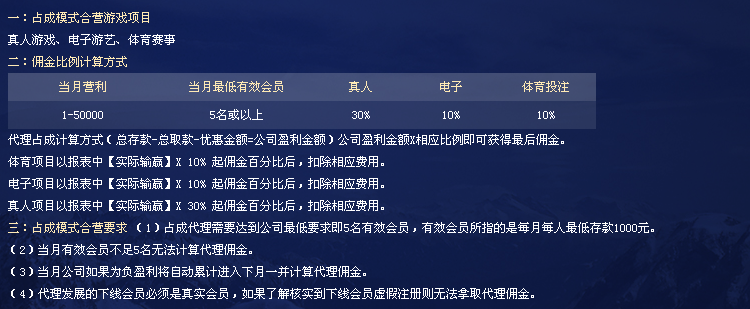 一：占成模式合营游戏项目
真人游戏、电子游艺、体育赛事
二：佣金比例计算方式
当月营利 当月最低有效会员 真人 电子 体育投注
1-50000 5名或以上 30% 10% 10%
代理占成计算方式（总存款-总取款-优惠金额=公司盈利金额）公司盈利金额X相应比例即可获得最后佣金。
体育项目以报表中【实际输赢】X 10% 起佣金百分比后，扣除相应费用。
电子项目以报表中【实际输赢】X 10% 起佣金百分比后，扣除相应费用。
真人项目以报表中【实际输赢】X 30% 起佣金百分比后，扣除相应费用。
三：占成模式合营要求 （1）占成代理需要达到公司最低要求即5名有效会员，有效会员所指的是每月每人最低存款1000元。
（2）当月有效会员不足5名无法计算代理佣金。
（3）当月公司如果为负盈利将自动累计进入下月一并计算代理佣金。
（4）代理发展的下线会员必须是真实会员，如果了解核实到下线会员虚假注册则无法拿取代理佣金。